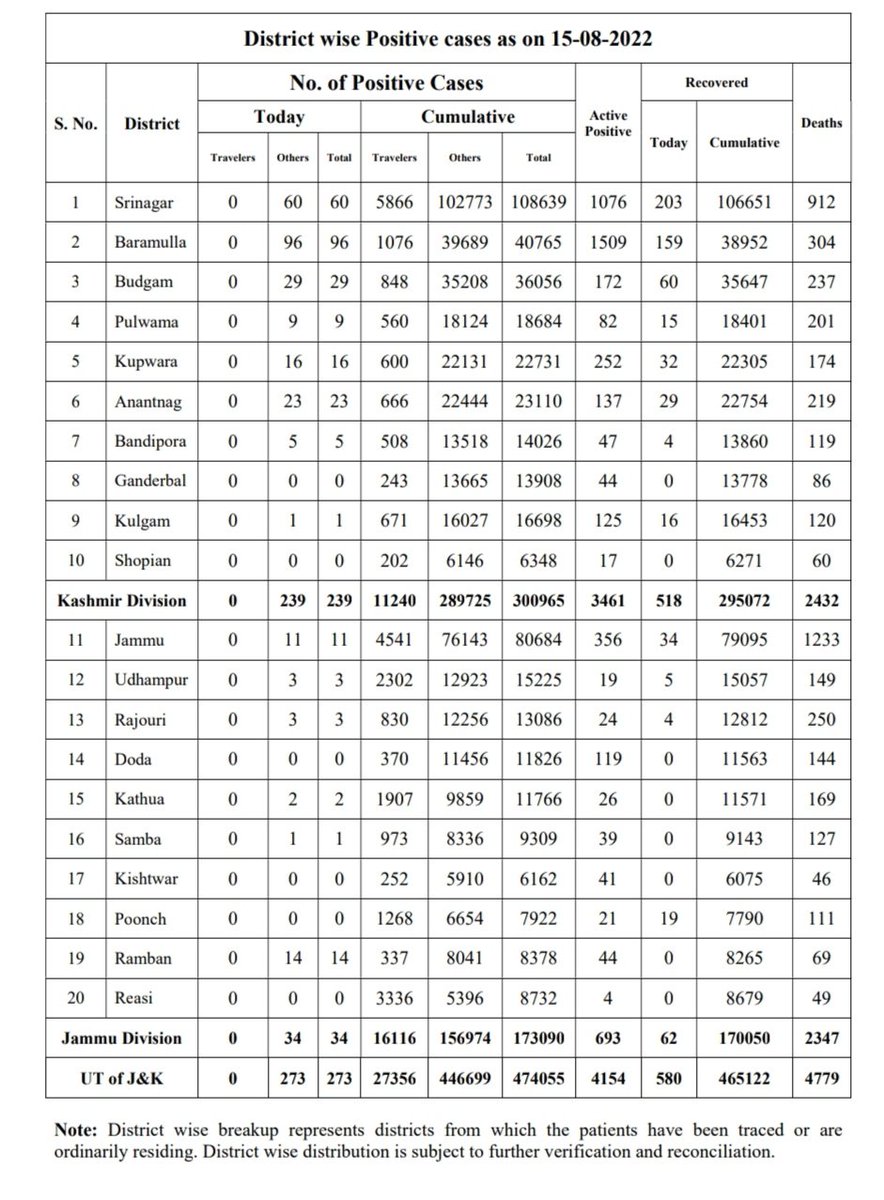 District wise Positive cases as on 15-08-2022
S. No. District No. of Positive Cases Active Positive Recovered Deaths
Today Cumulative Today Cumulative
Travelers Others Total Travelers Others Total
1 Srinagar 0 60 60 5866 102773 108639 1076 203 106651 912
2 Baramulla 0 96 96 1076 39689 40765 1509 159 38952 304
3 Budgam 0 29 29 848 35208 36056 172 60 35647 237
4 Pulwama 0 9 9 560 18124 18684 82 15 18401 201
5 Kupwara 0 16 16 600 22131 22731 252 32 22305 174
6 Anantnag 0 23 23 666 22444 23110 137 29 22754 219
7 Bandipora 0 5 5 508 13518 14026 47 4 13860 119
8 Ganderbal 0 0 0 243 13665 13908 44 0 13778 86
9 Kulgam 0 1 1 671 16027 16698 125 16 16453 120
10 Shopian 0 0 0 202 6146 6348 17 0 6271 60
Kashmir Division 0 239 239 11240 289725 300965 3461 518 295072 2432
11 Jammu 0 11 11 4541 76143 80684 356 34 79095 1233
12 Udhampur 0 3 3 2302 12923 15225 19 5 15057 149
13 Rajouri 0 3 3 830 12256 13086 24 4 12812 250
14 Doda 0 0 0 370 11456 11826 119 0 11563 144
15 Kathua 0 2 2 1907 9859 11766 26 0 11571 169
16 Samba 0 1 1 973 8336 9309 39 0 9143 127
17 Kishtwar 0 0 0 252 5910 6162 41 0 6075 46
18 Poonch 0 0 0 1268 6654 7922 21 19 7790 111
19 Ramban 0 14 14 337 8041 8378 44 0 8265 69
20 Reasi 0 0 0 3336 5396 8732 4 0 8679 49
Jammu Division 0 34 34 16116 156974 173090 693 62 170050 2347
UT of J&K 0 273 273 27356 446699 474055 4154 580 465122 4779
Note: District wise breakup represents districts from which the patients have been traced or are
ordinarily residing. District wise distribution is subject to further verification and reconciliation.